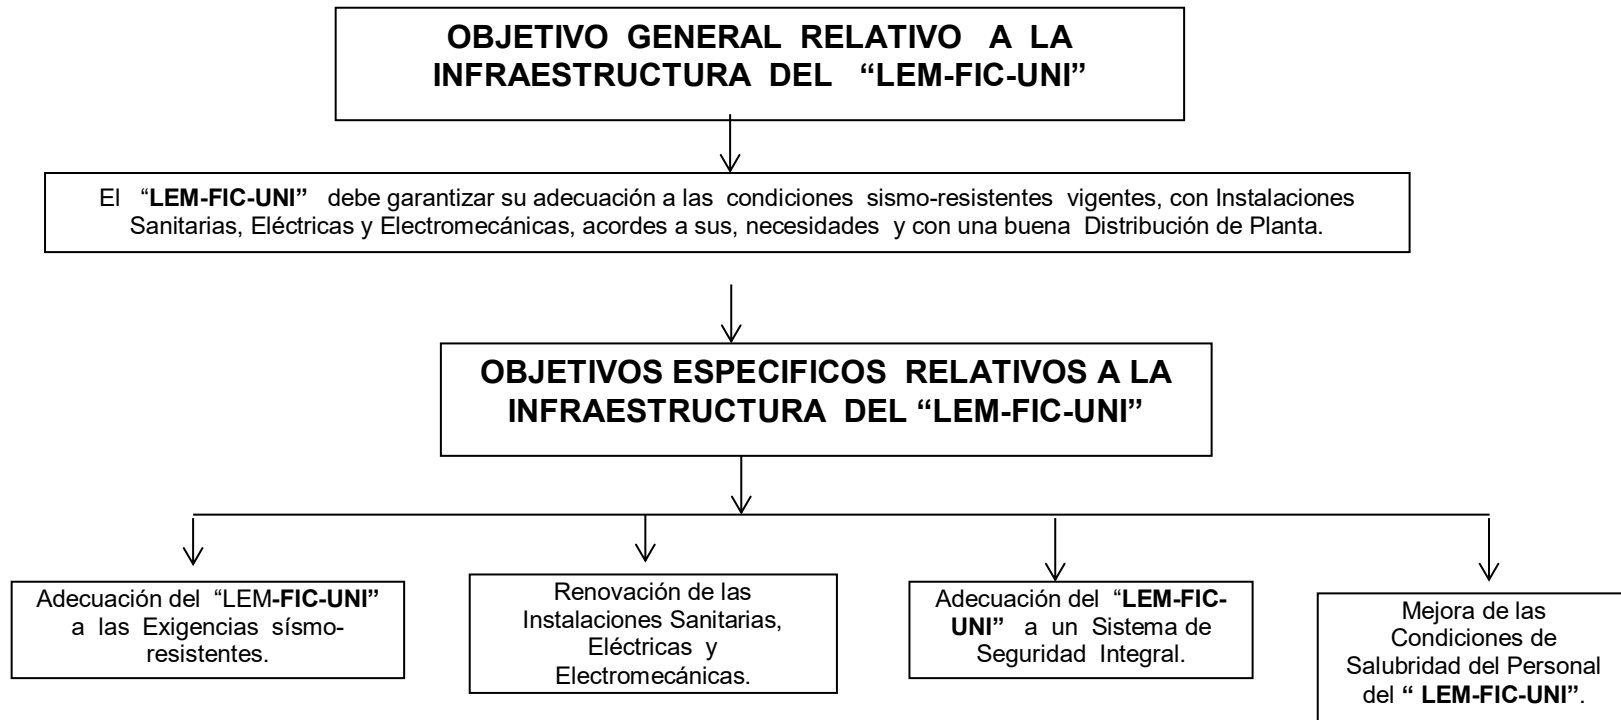 OBJETIVO GENERAL RELATIVO A LA
INFRAESTRUCTURA DEL “LEM-FIC-UNI”
El “LEM-FIC-UNI” debe garantizar su adecuación a las condiciones sismo-resistentes vigentes, con Instalaciones
Sanitarias, Eléctricas y Electromecánicas, acordes a sus, necesidades y con una buena Distribución de Planta.
OBJETIVOS ESPECIFICOS RELATIVOS A LA
INFRAESTRUCTURA DEL “LEM-FIC-UNI”
Adecuación del “LEM-FIC-UNI”
a las Exigencias sísmo-
resistentes.
Renovación de las
Instalaciones Sanitarias,
Eléctricas y
Electromecánicas.
Adecuación del “LEM-FIC-
UNI” a un Sistema de
Seguridad Integral.
Mejora de las
Condiciones de
Salubridad del Personal
del “ LEM-FIC-UNI”.